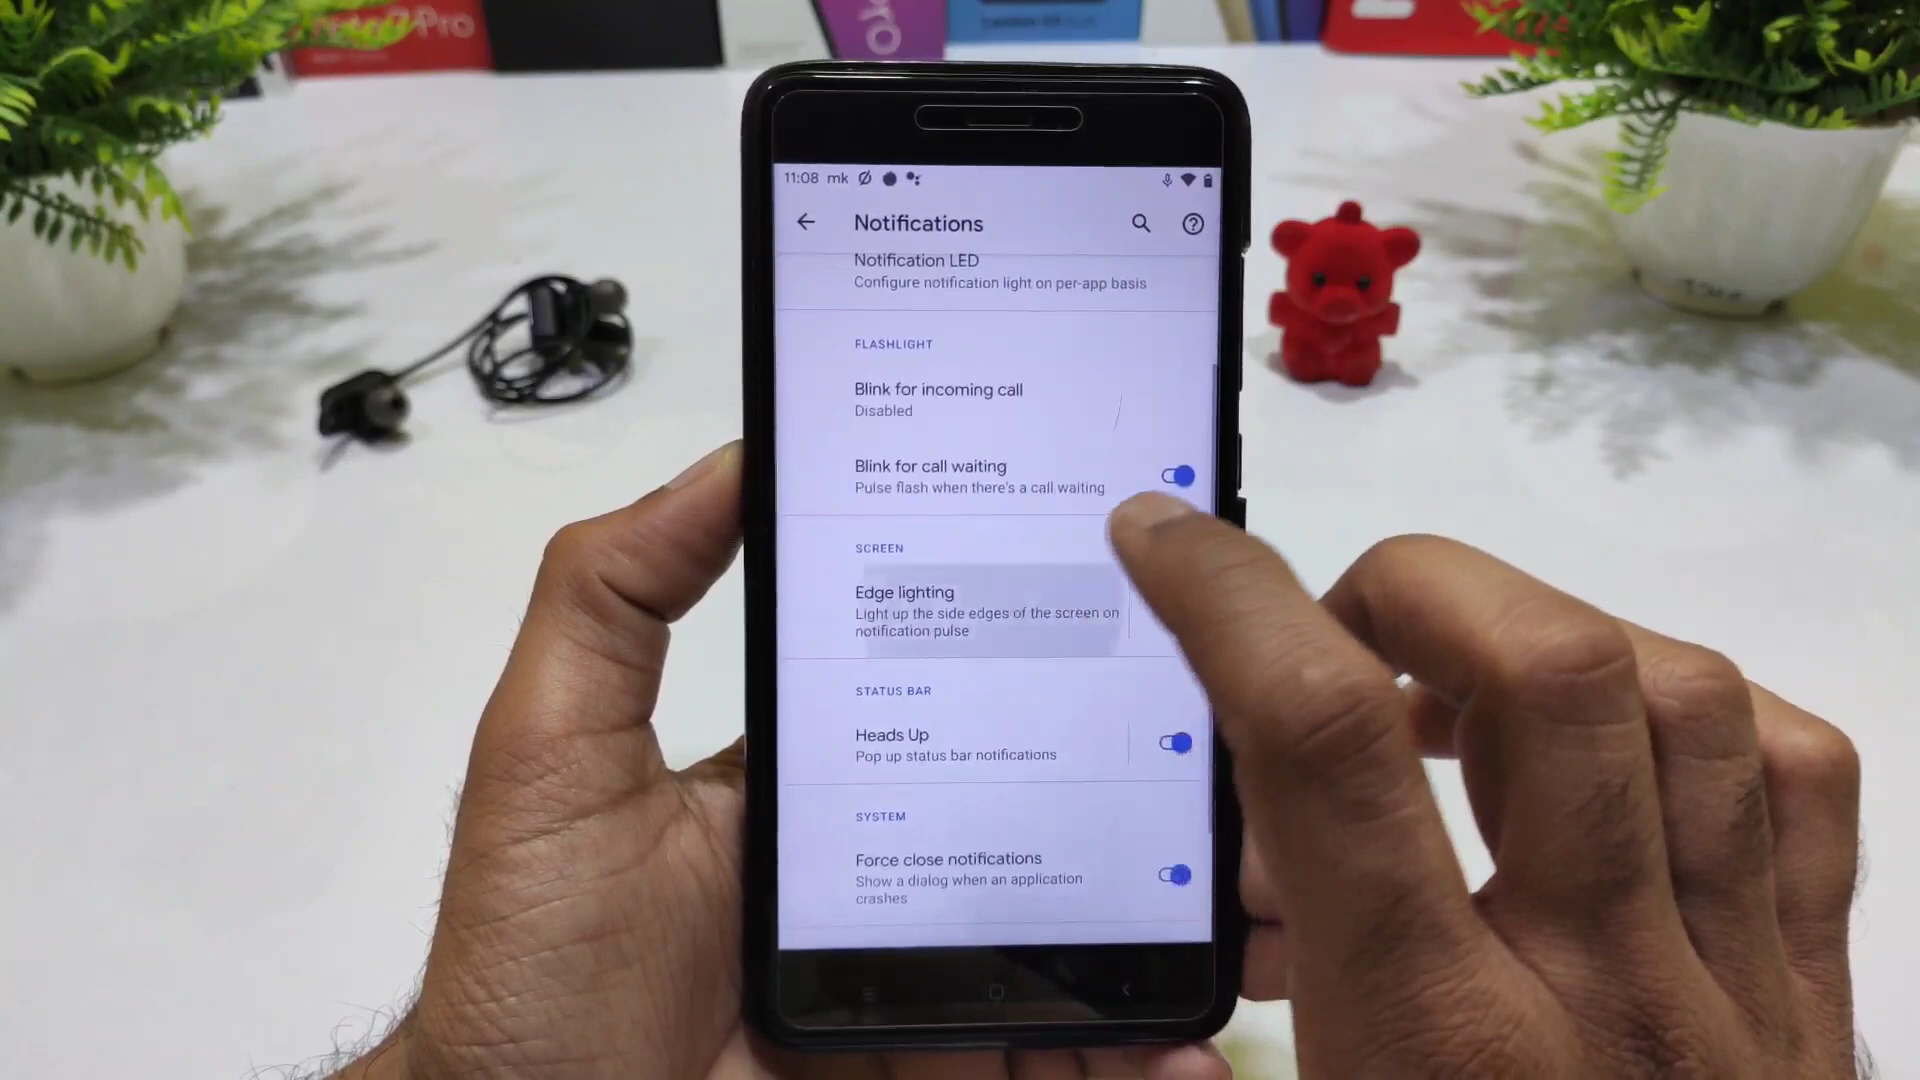 7 Pro
11:08 mk
Notifications
Notification LED
Configure notification light on per-app basis
FLASHLIGHT
Blink for incoming call
Disabled
Blink for call waiting
Pulse flash when there's a call waiting
SCREEN
Edge lighting
Light up the side edges of the screen on
notification pulse
STATUS BAR
Heads Up
Pop up status bar notifications
SYSTEM
Force close notifications
Show a dialog when an application
crashes